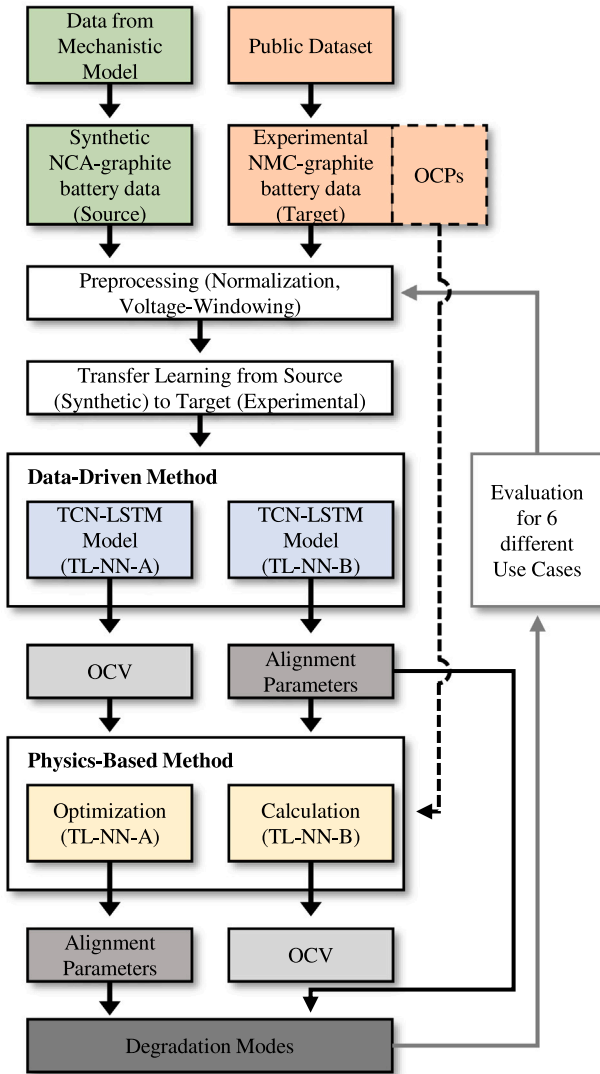 Data from
Mechanistic
Model
Public Dataset
Synthetic
NCA-graphite
battery data
(Source)
Experimental
NMC-graphite
battery data
(Target)
OCPs
Preprocessing (Normalization,
Voltage-Windowing)
Transfer Learning from Source
(Synthetic) to Target (Experimental)
Data-Driven Method
TCN-LSTM
Model
(TL-NN-A)
TCN-LSTM
Model
(TL-NN-B)
Evaluation
for 6
different
Use Cases
OCV
Alignment
Parameters
Physics-Based Method
Optimization
(TL-NN-A)
Calculation
(TL-NN-B)
Alignment
Parameters
OCV
Degradation Modes